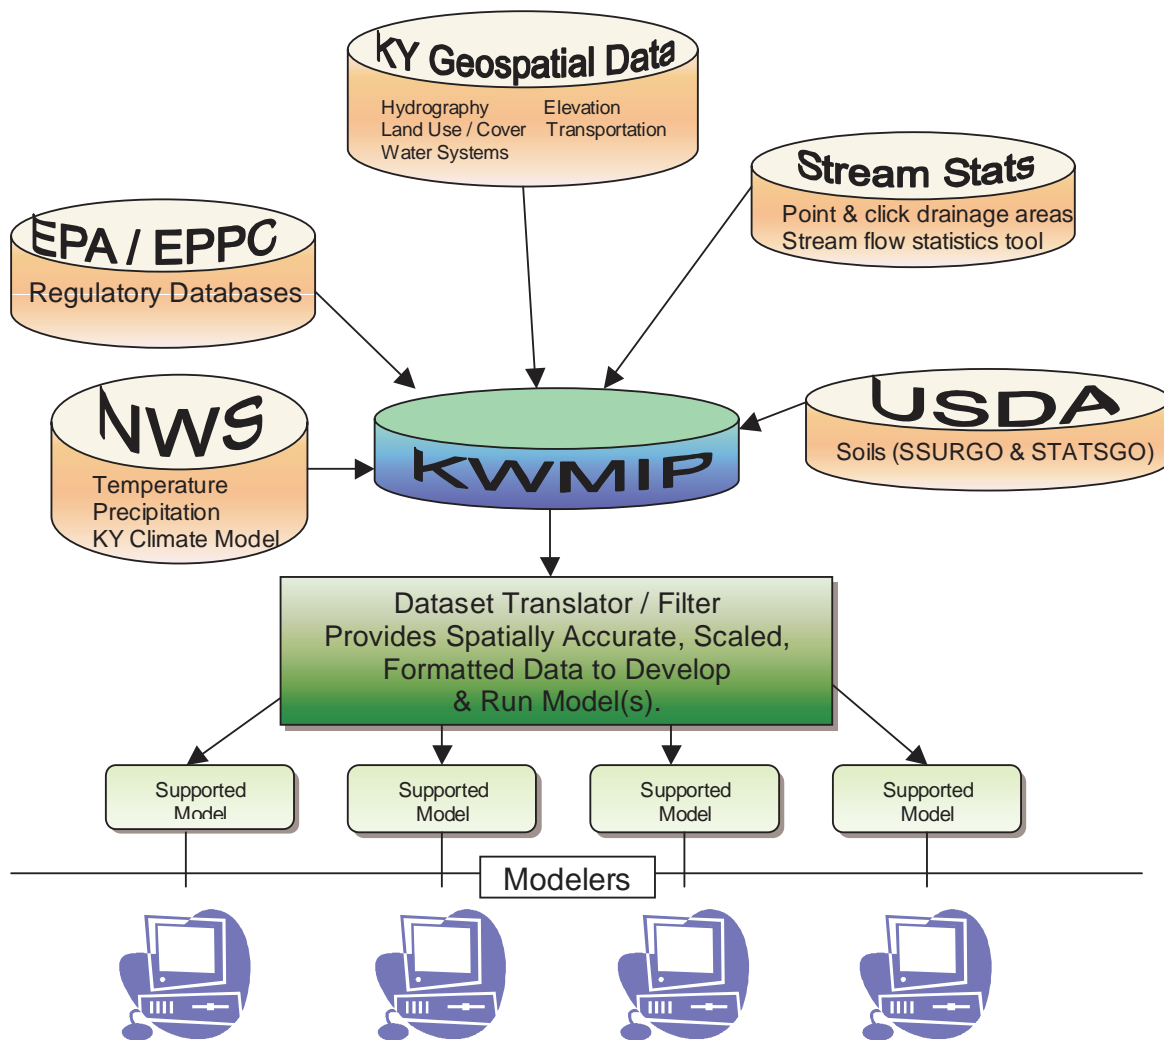 KY Geospatial Data
Hydrography Elevation
Land Use / Cover Transportation
Water Systems
Stream Stats
Point & click drainage areas
Stream flow statistics tool
EPA / EPPC
Regulatory Databases
NWS
Temperature
Precipitation
KY Climate Model
USDA
Soils (SSURGO & STATSGO)
KWMIP
Dataset Translator / Filter
Provides Spatially Accurate, Scaled,
Formatted Data to Develop
& Run Model(s).
Supported
Model
Supported
Model
Supported
Model
Supported
Model
Modelers